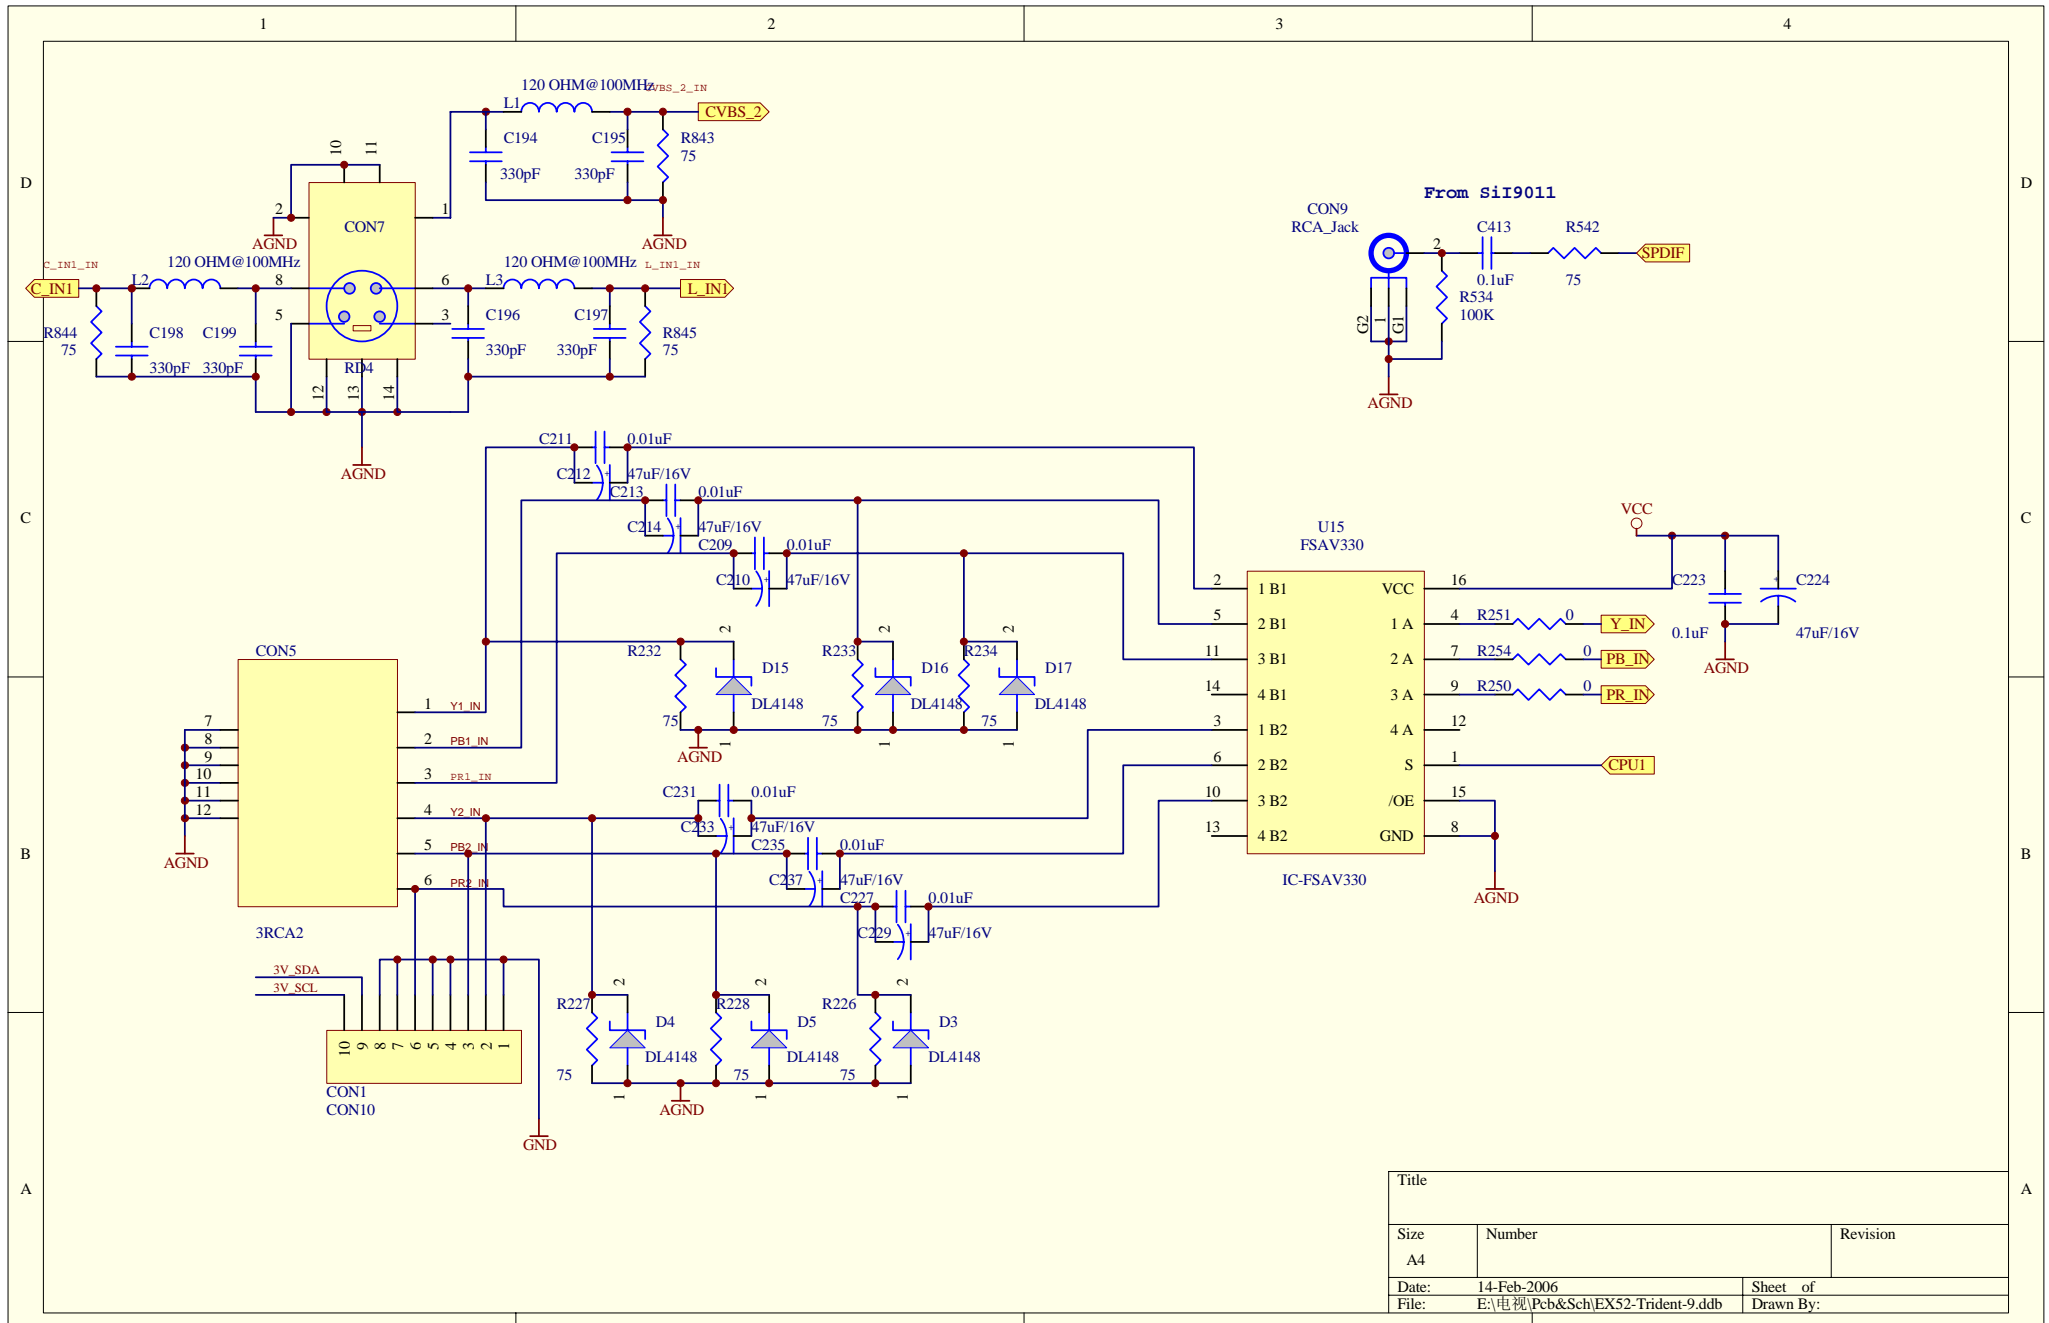 1 2 3 4
D
C
B
A
D
C
B
A
120 OHM@100MHz
CVBS_2_IN
L1
CVBS_2
C194
330pF
C195
330pF
R843
75
AGND
10
11
2
1
AGND
CON7
C_IN1_IN
C_IN1
L2
120 OHM@100MHz
8
5
6
3
L3
120 OHM@100MHz
L_IN1_IN
L_IN1
R844
75
C198
330pF
C199
330pF
C196
330pF
C197
330pF
R845
75
RD4
12
13
14
AGND
From SiI9011
CON9
RCA_Jack
2
C413
0.1uF
R542
75
SPDIF
R534
100K
G2
1
G1
AGND
C211
0.01uF
C212
47uF/16V
C213
0.01uF
C214
47uF/16V
C209
0.01uF
C210
47uF/16V
R232
75
2
D15
DL4148
1
R233
75
2
D16
DL4148
1
R234
75
2
D17
DL4148
1
AGND
CON5
1 Y1_IN
2 PB1_IN
3 PR1_IN
4 Y2_IN
5 PB2_IN
6 PR2_IN
7
8
9
10
11
12
AGND
3RCA2
C231
0.01uF
C233
47uF/16V
C235
0.01uF
C237
47uF/16V
C227
0.01uF
C229
47uF/16V
U15
FSAV330
2 1 B1
5 2 B1
11 3 B1
14 4 B1
3 1 B2
6 2 B2
10 3 B2
13 4 B2
VCC 16
1 A 4
2 A 7
3 A 9
4 A 12
S 1
/OE 15
GND 8
IC-FSAV330
R251 0 Y_IN
R254 0 PB_IN
R250 0 PR_IN
CPU1
AGND
VCC
C223
0.1uF
C224
47uF/16V
AGND
3V_SDA
3V_SCL
10 9 8 7 6 5 4 3 2 1
CON1
CON10
GND
R227
75
2
D4
DL4148
1
R228
75
2
D5
DL4148
1
R226
75
2
D3
DL4148
1
AGND
Title
Size
A4
Number
Revision
Date: 14-Feb-2006
Sheet of
File: E:\电视\Pcb&Sch\EX52-Trident-9.ddb
Drawn By: